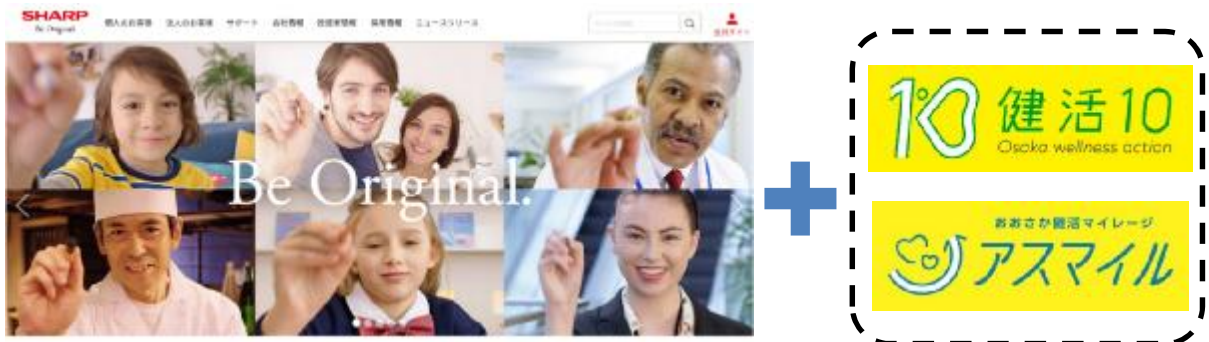 SHARP
Be Original.
個人のお客様 法人のお客様 サポート 会社情報 投資家情報 採用情報 ニュースリリース
Be Original.
10
健活10
Osaka wellness action
おおさか健活マイレージ
アスマイル